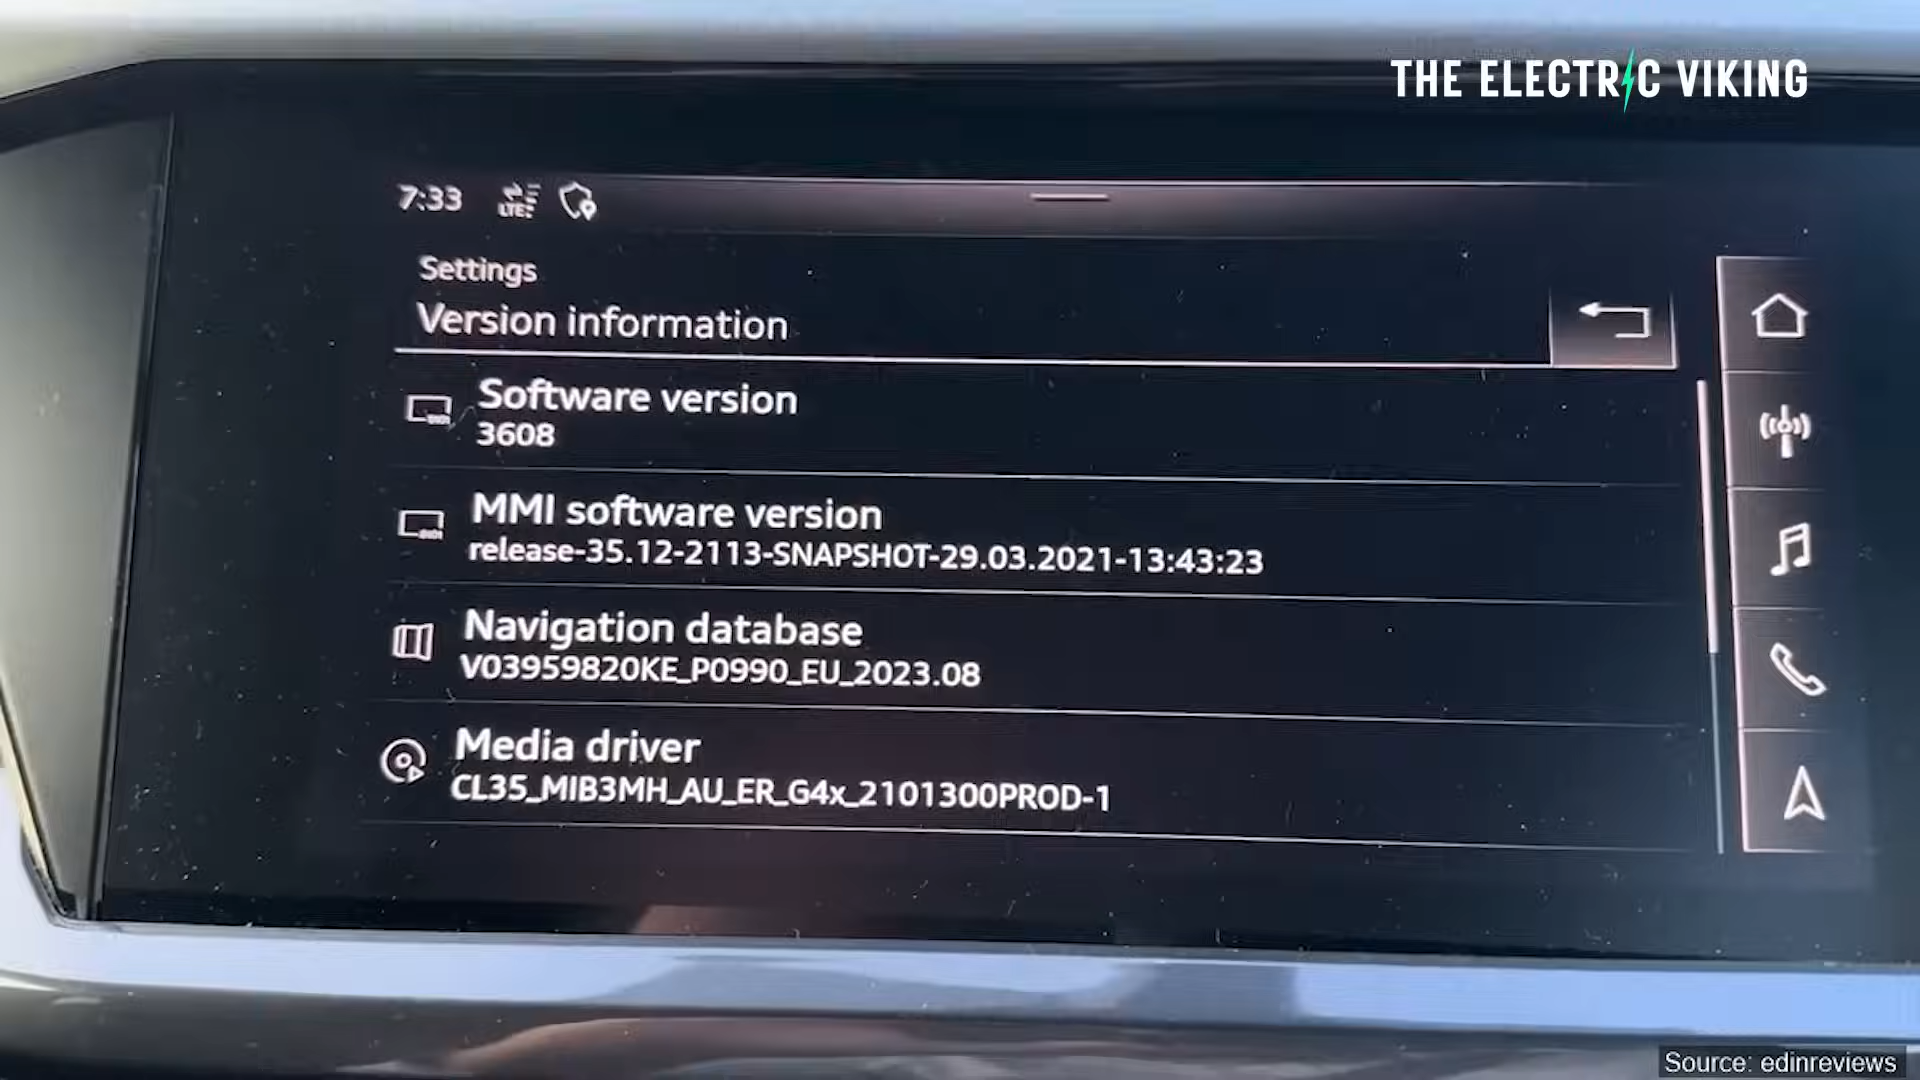 THE ELECTRIC VIKING
7:33 LTE
Settings
Version information
Software version
3608
MMI software version
release-35.12-2113-SNAPSHOT-29.03.2021-13:43:23
Navigation database
V03959820KE_P0990_EU_2023.08
Media driver
CL35_MIB3MH_AU_ER_G4x_2101300PROD-1
Source: edinreviews